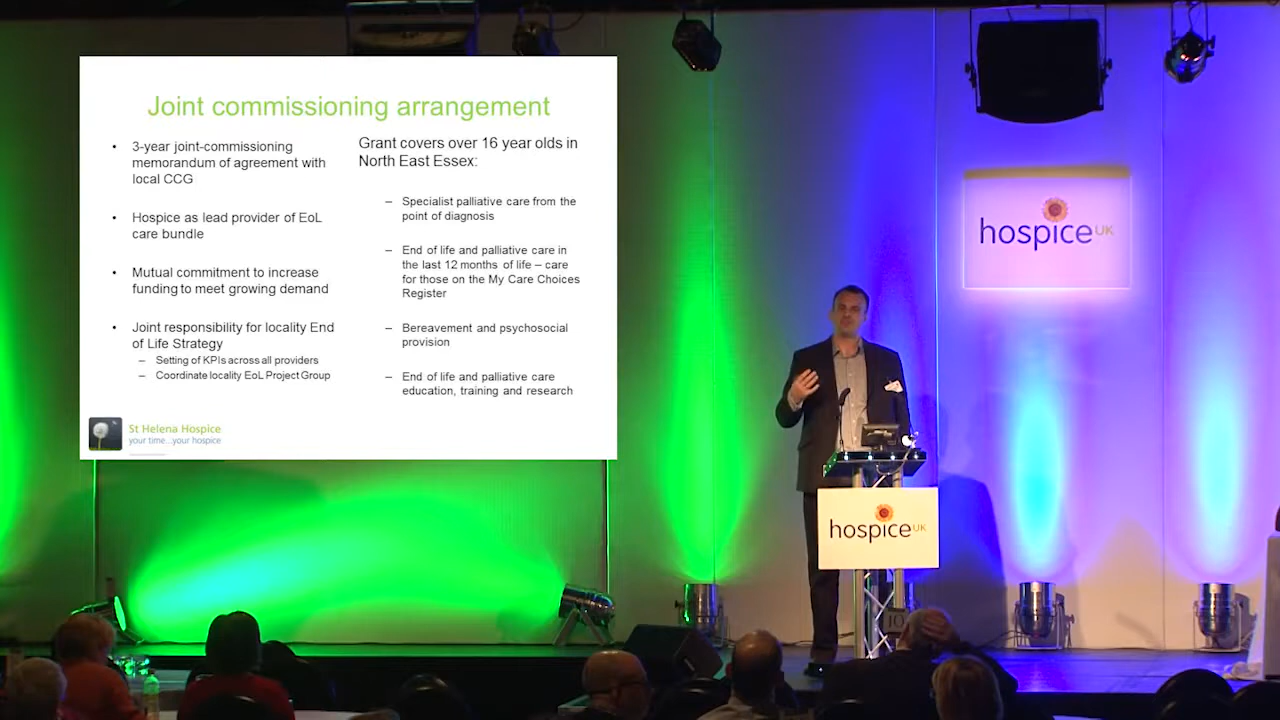 Joint commissioning arrangement
• 3-year joint-commissioning
memorandum of agreement with
local CCG
• Hospice as lead provider of EoL
care bundle
• Mutual commitment to increase
funding to meet growing demand
• Joint responsibility for locality End
of Life Strategy
– Setting of KPIs across all providers
– Coordinate locality EoL Project Group
Grant covers over 16 year olds in
North East Essex:
– Specialist palliative care from the
point of diagnosis
– End of life and palliative care in
the last 12 months of life – care
for those on the My Care Choices
Register
– Bereavement and psychosocial
provision
– End of life and palliative care
education, training and research
St Helena Hospice
your time...your hospice
hospice UK
hospice UK